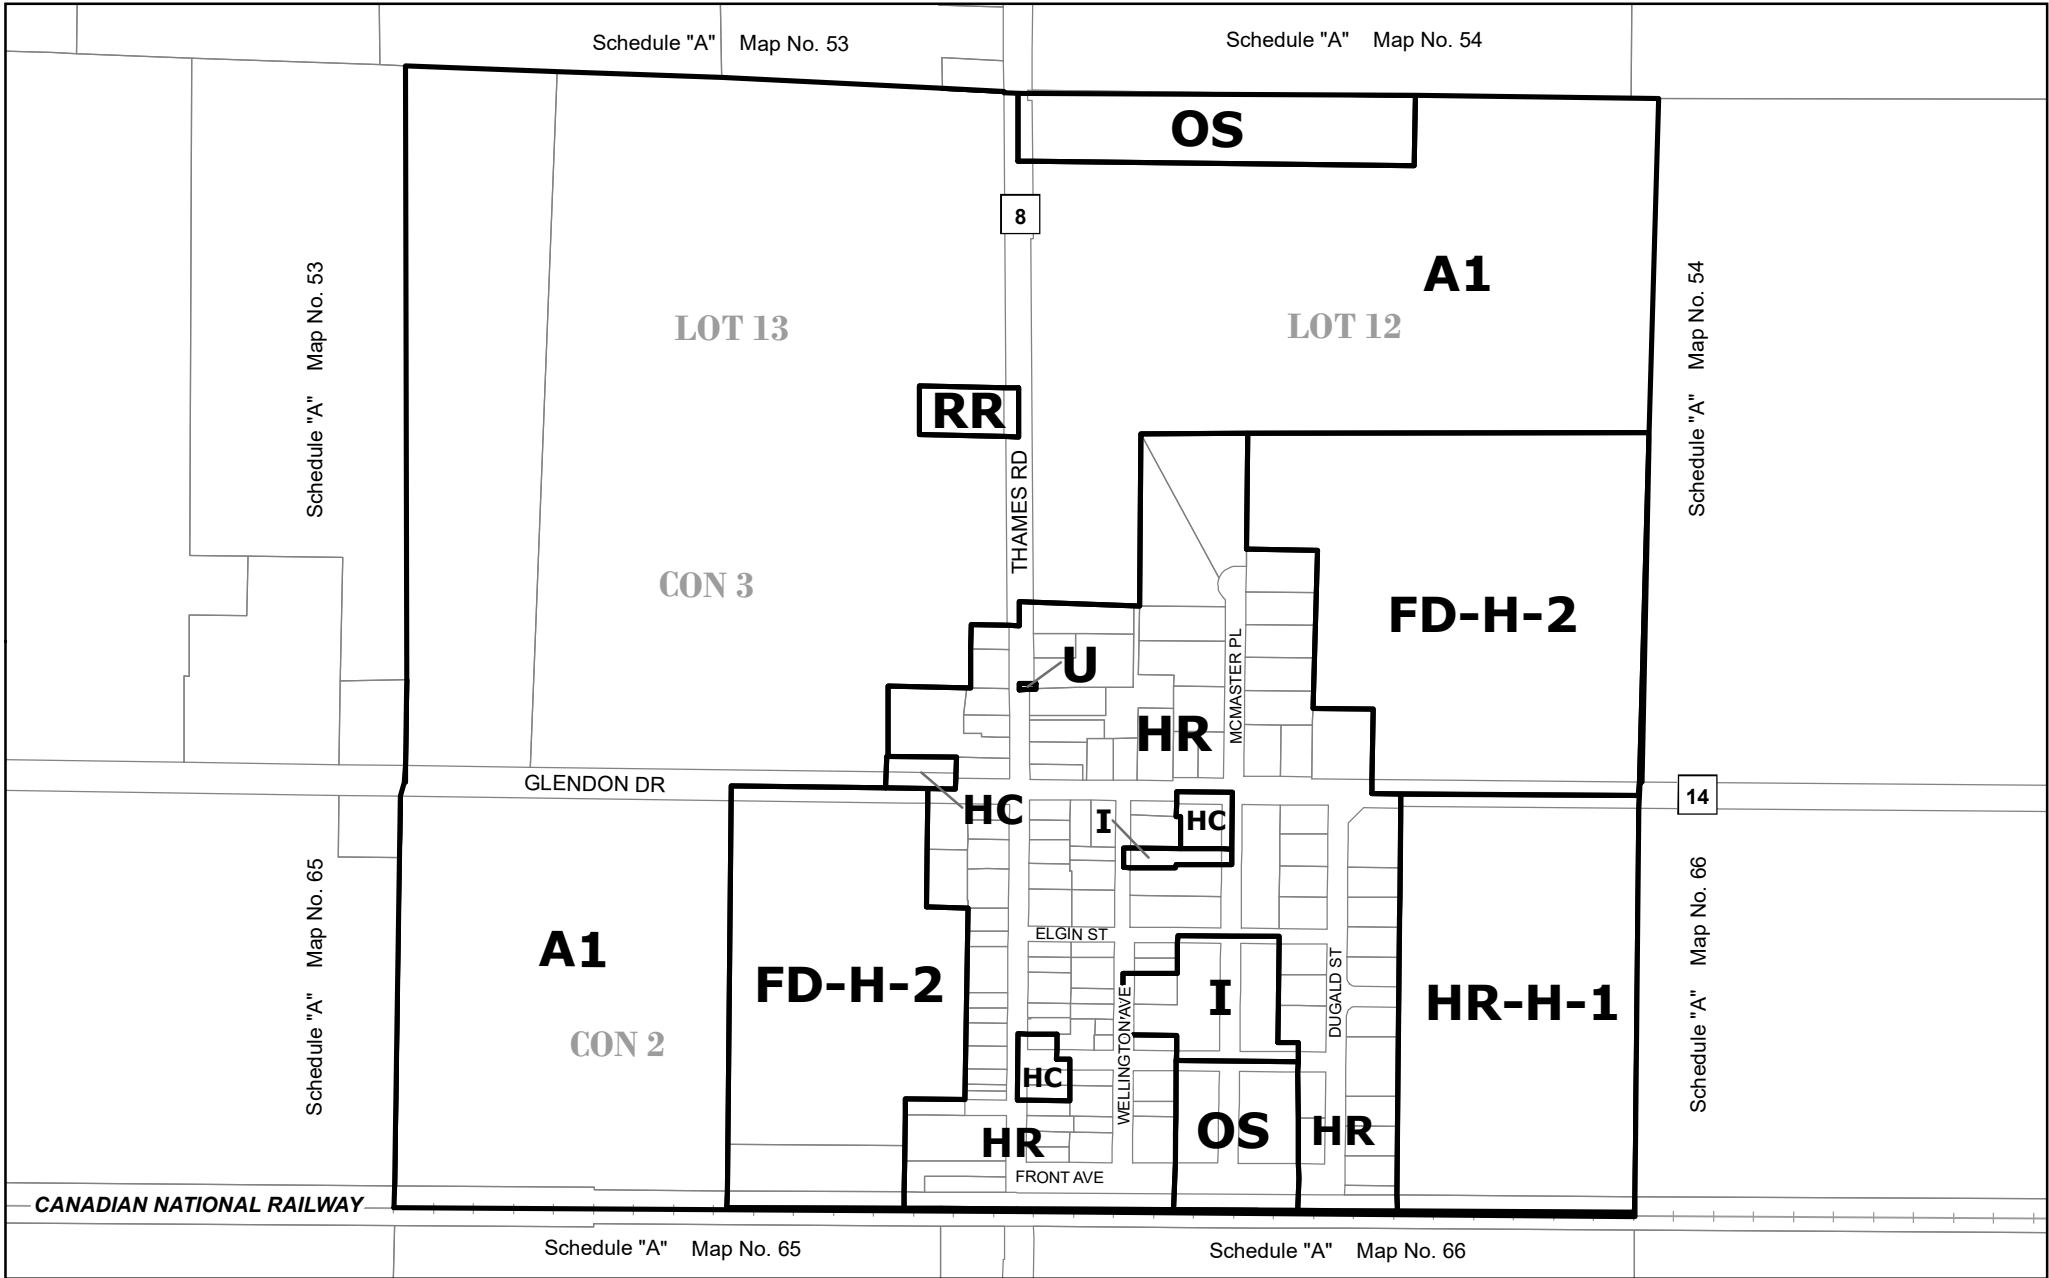 Schedule "A" Map No. 53
Schedule "A" Map No. 54
OS
8
A1
Schedule "A" Map No. 53
Schedule "A" Map No. 54
LOT 13
LOT 12
RR
THAMES RD
CON 3
FD-H-2
U
MCMASTER PL
HR
GLENDON DR
14
HC
I
HC
Schedule "A" Map No. 65
Schedule "A" Map No. 66
ELGIN ST
A1
FD-H-2
I
DUGALD ST
HR-H-1
WELLINGTON AVE
CON 2
HC
OS
HR
HR
FRONT AVE
CANADIAN NATIONAL RAILWAY
Schedule "A" Map No. 65
Schedule "A" Map No. 66